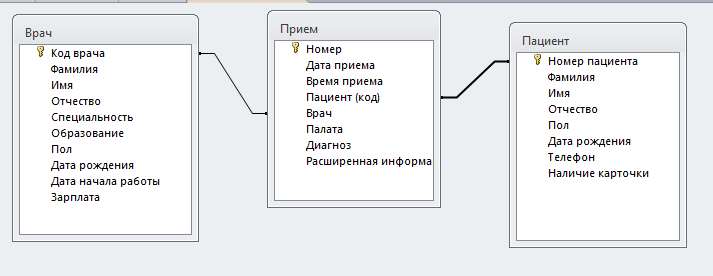 Врач
Код врача
Фамилия
Имя
Отчество
Специальность
Образование
Пол
Дата рождения
Дата начала работы
Зарплата
Прием
Номер
Дата приема
Время приема
Пациент (код)
Врач
Палата
Диагноз
Расширенная информа
Пациент
Номер пациента
Фамилия
Имя
Отчество
Пол
Дата рождения
Телефон
Наличие карточки